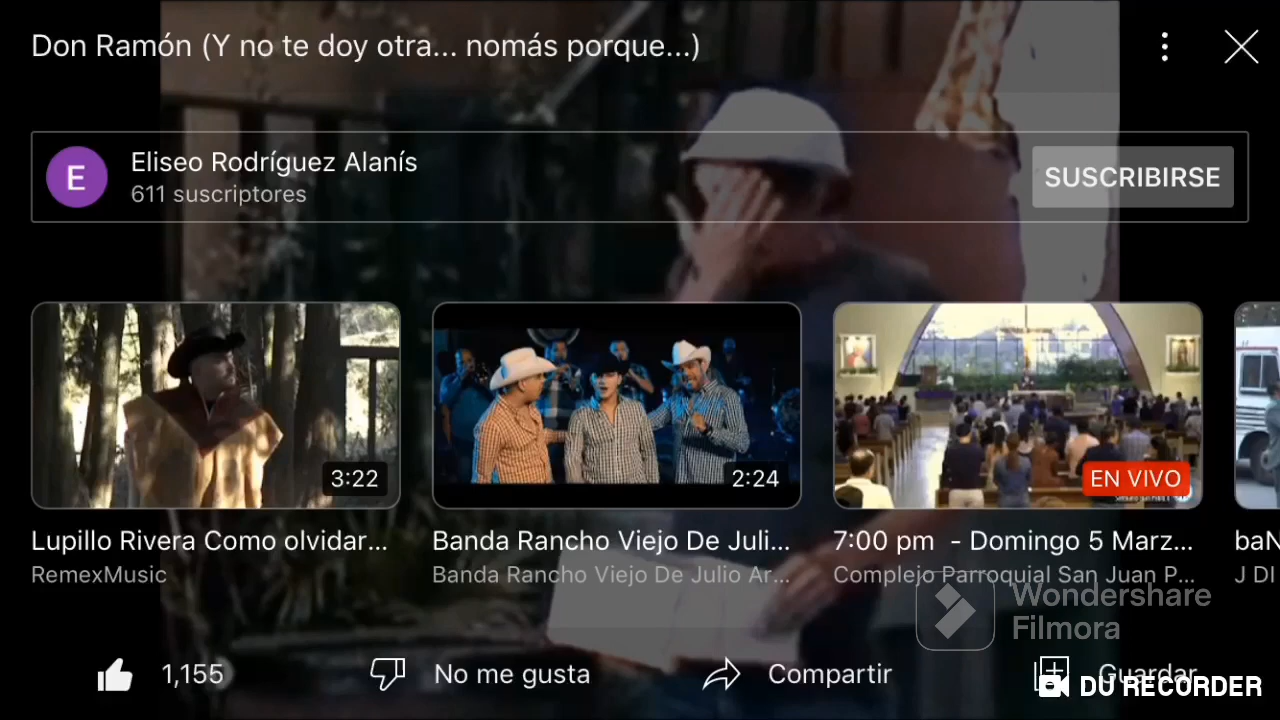 Don Ramón (Y no te doy otra... nomás porque...)
E
Eliseo Rodríguez Alanís
611 suscriptores
SUSCRIBIRSE
3:22
2:24
EN VIVO
Lupillo Rivera Como olvidar...
Banda Rancho Viejo De Juli...
7:00 pm - Domingo 5 Marz...
baN
RemexMusic
Banda Rancho Viejo De Julio Ar...
Complejo Parroquial San Juan P...
J DI
Wondershare
Filmora
1,155
No me gusta
Compartir
Guardar
DU RECORDER